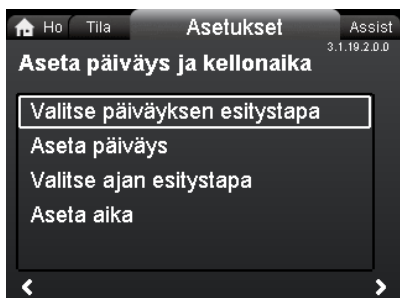 Ho Tila Asetukset Assist
3.1.19.2.0.0
Aseta päiväys ja kellonaika
Valitse päiväyksen esitystapa
Aseta päiväys
Valitse ajan esitystapa
Aseta aika